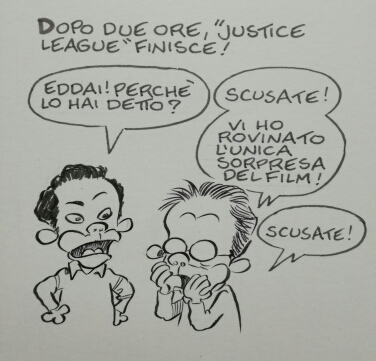 DOPO DUE ORE, "JUSTICE
LEAGUE" FINISCE!
EDDAI! PERCHE'
LO HAI DETTO?
SCUSATE!
VI HO
ROVINATO
L'UNICA
SORPRESA
DEL FILM!
SCUSATE!